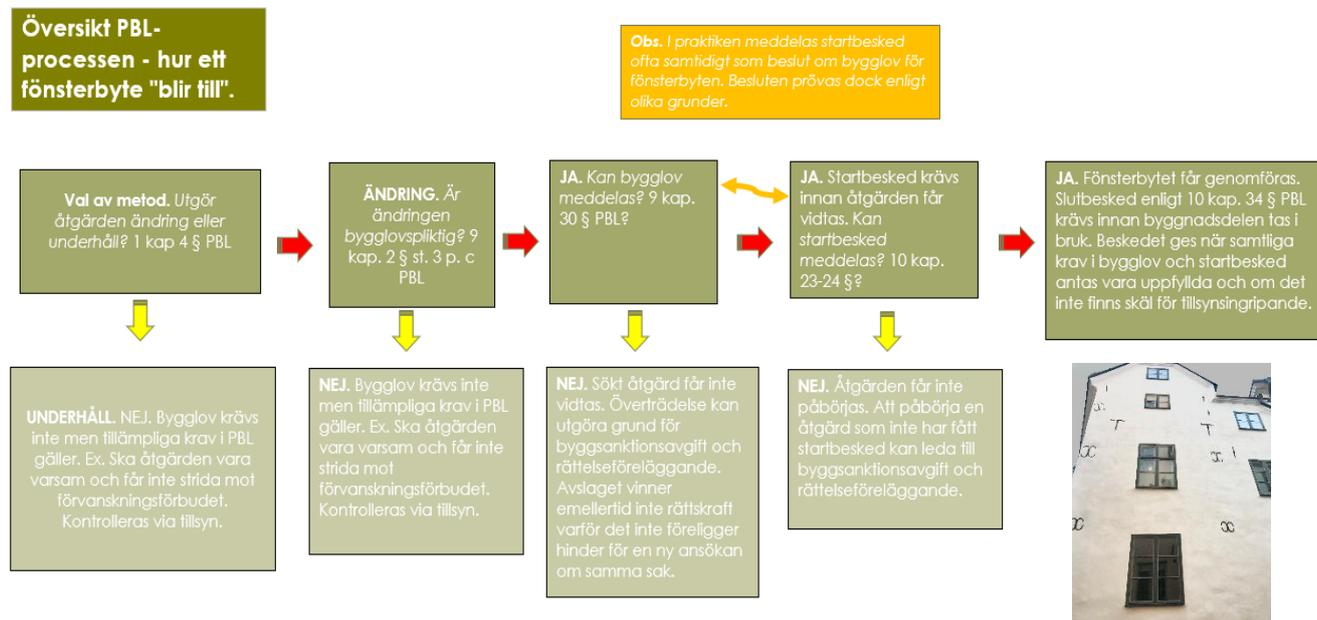 Översikt PBL-
processen - hur ett
fönsterbyte "blir till".
Obs. I praktiken meddelas startbesked
ofta samtidigt som beslut om bygglov för
fönsterbyten. Besluten prövas dock enligt
olika grunder.
Val av metod. Utgör
åtgärden ändring eller
underhåll? 1 kap 4 § PBL
ÄNDRING. Är
ändringen
bygglovspliktig? 9
kap. 2 § st. 3 p. c
PBL
JA. Kan bygglov
meddelas? 9 kap.
30 § PBL?
JA. Startbesked krävs
innan åtgärden får
vidtas. Kan
startbesked
meddelas? 10 kap.
23-24 §?
JA. Fönsterbytet får genomföras.
Slutbesked enligt 10 kap. 34 § PBL
krävs innan byggnadsdelen tas i
bruk. Beskedet ges när samtliga
krav i bygglov och startbesked
antas vara uppfyllda och om det
inte finns skäl för tillsynsingripande.
UNDERHÅLL. NEJ. Bygglov krävs
inte men tillämpliga krav i PBL
gäller. Ex. Ska åtgärden vara
varsam och får inte strida mot
förvanskningsförbudet.
Kontrolleras via tillsyn.
NEJ. Bygglov krävs inte
men tillämpliga krav i PBL
gäller. Ex. Ska åtgärden
vara varsam och får inte
strida mot
förvanskningsförbudet.
Kontrolleras via tillsyn.
NEJ. Sökt åtgärd får inte
vidtas. Överträdelse kan
utgöra grund för
byggsanktionsavgift och
rättelseföreläggande.
Avslaget vinner
emellertid inte rättskraft
varför det inte föreligger
hinder för en ny ansökan
om samma sak.
NEJ. Åtgärden får inte
påbörjas. Att påbörja en
åtgärd som inte har fått
startbesked kan leda till
byggsanktionsavgift och
rättelseföreläggande.